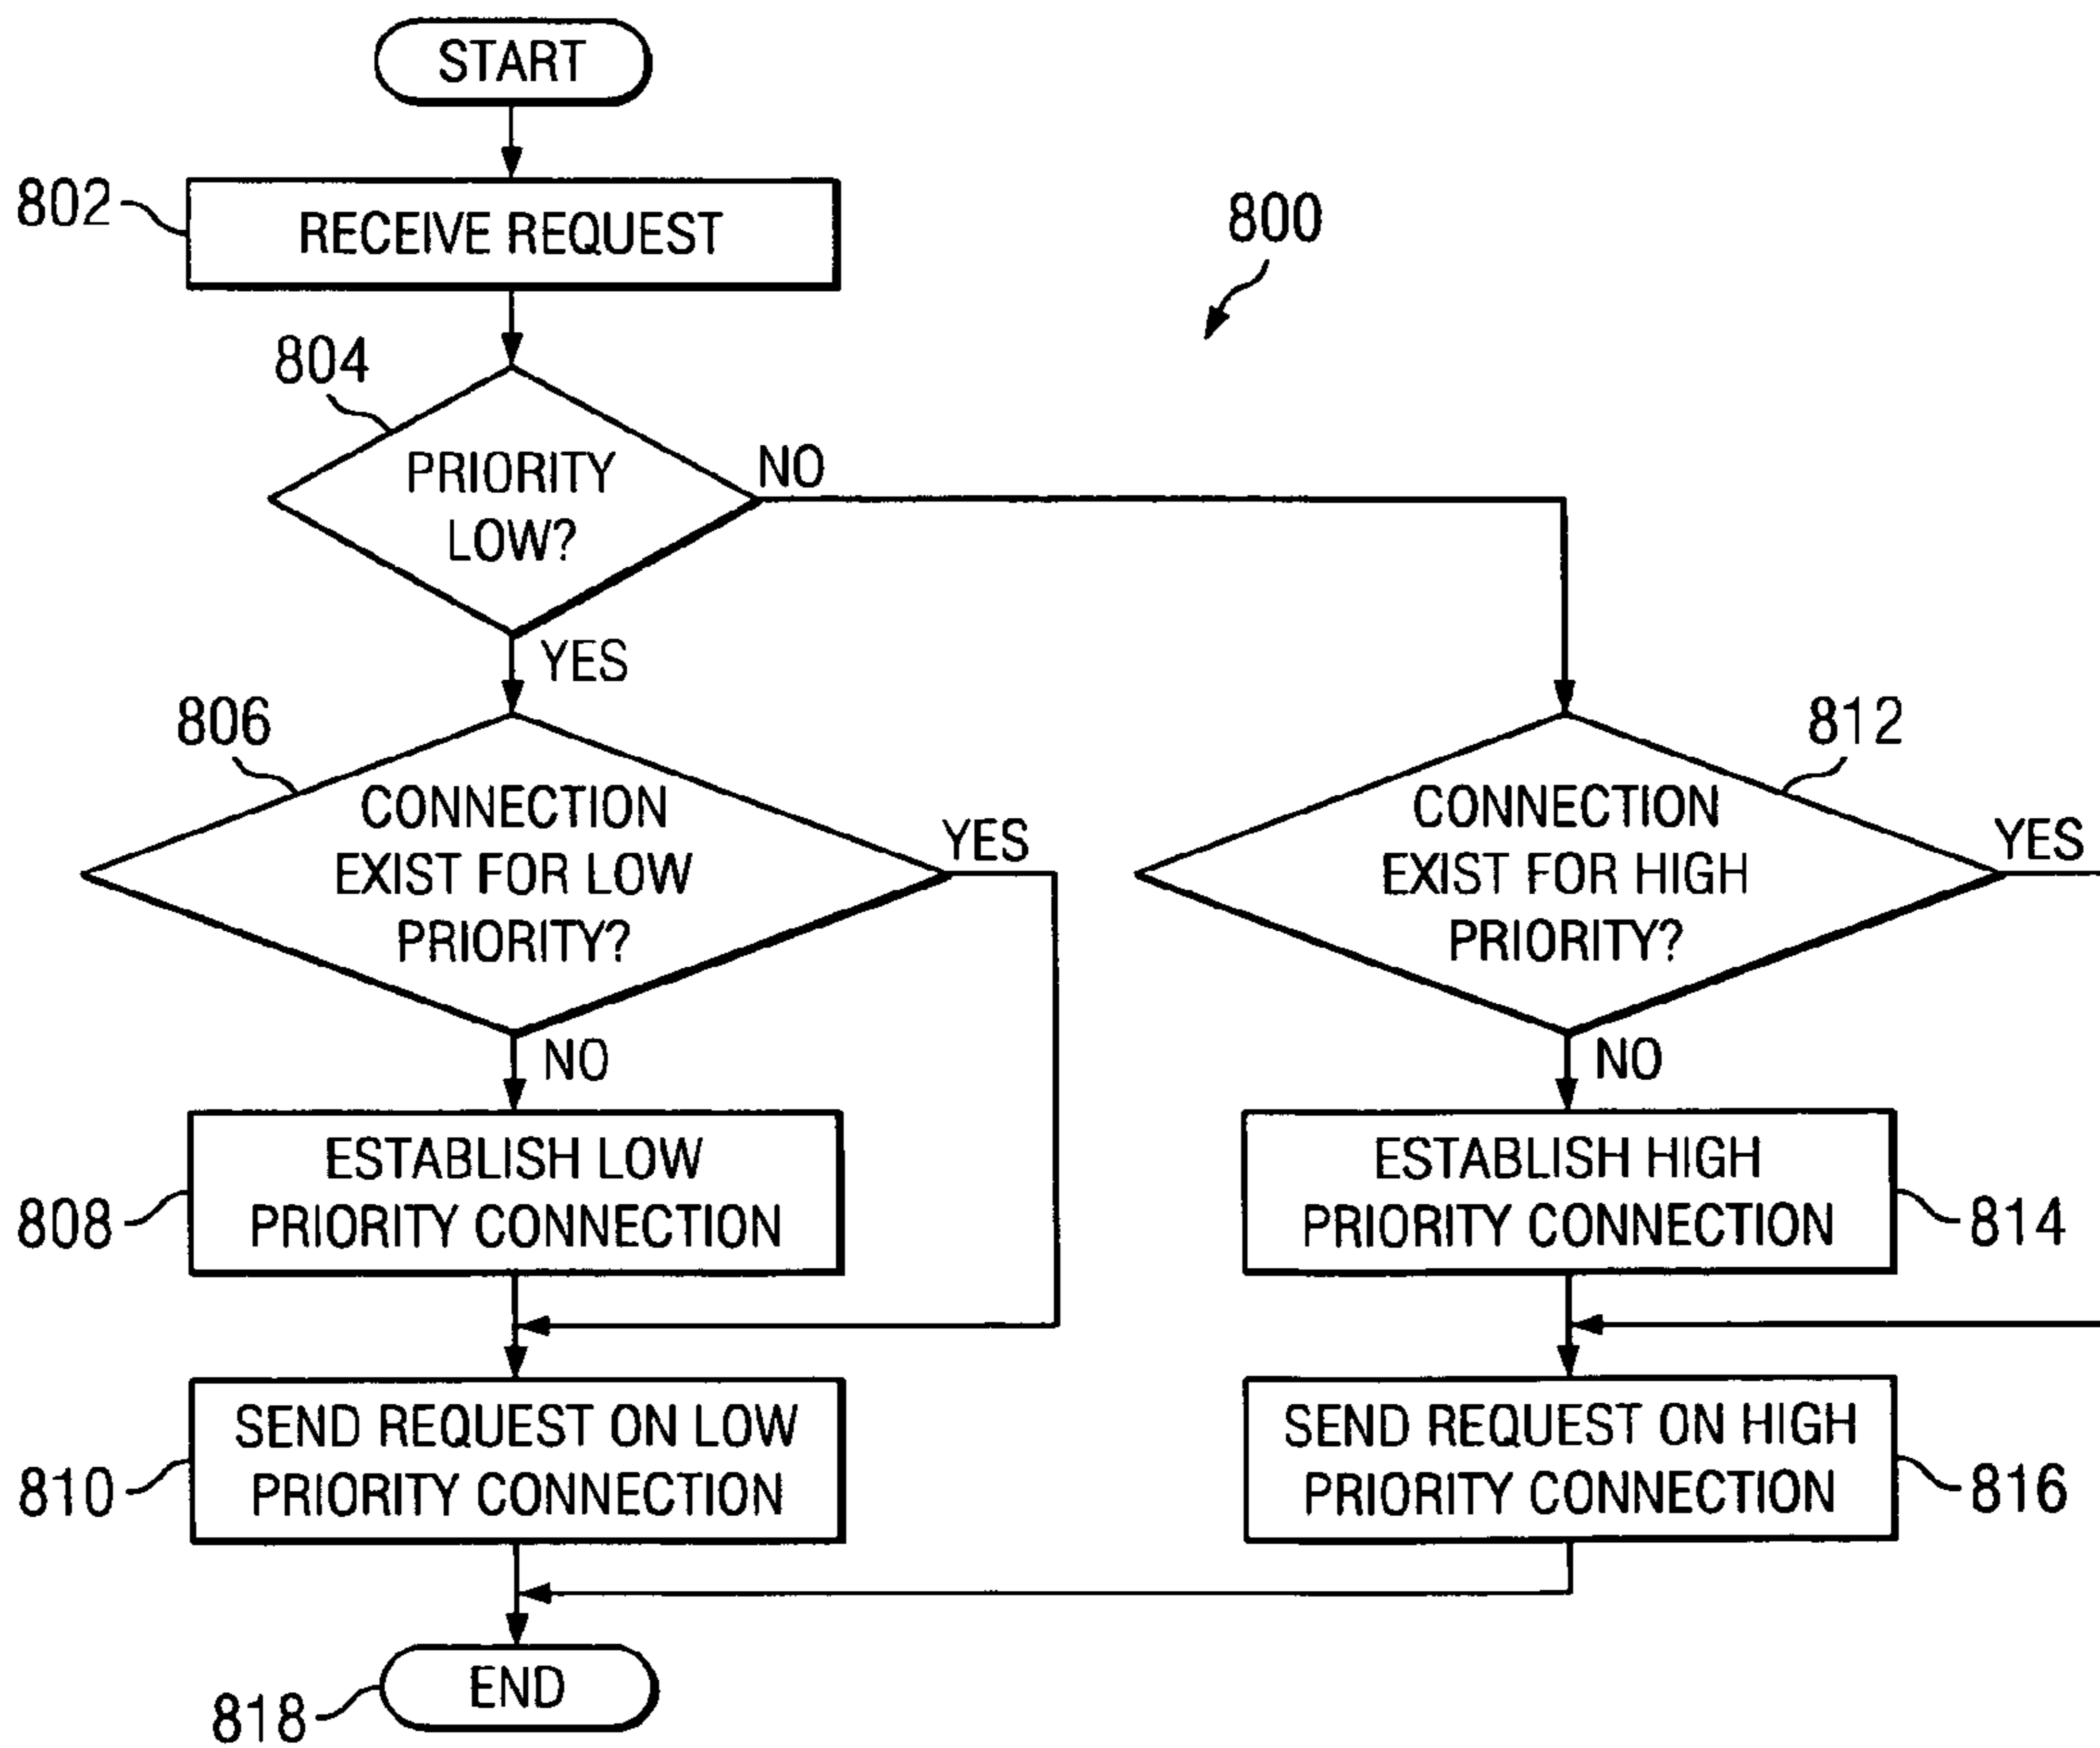 START
802
RECEIVE REQUEST
800
804
PRIORITY
LOW?
NO
YES
806
CONNECTION
EXIST FOR LOW
PRIORITY?
YES
NO
812
CONNECTION
EXIST FOR HIGH
PRIORITY?
YES
NO
808
ESTABLISH LOW
PRIORITY CONNECTION
ESTABLISH HIGH
PRIORITY CONNECTION
814
810
SEND REQUEST ON LOW
PRIORITY CONNECTION
SEND REQUEST ON HIGH
PRIORITY CONNECTION
816
END
818